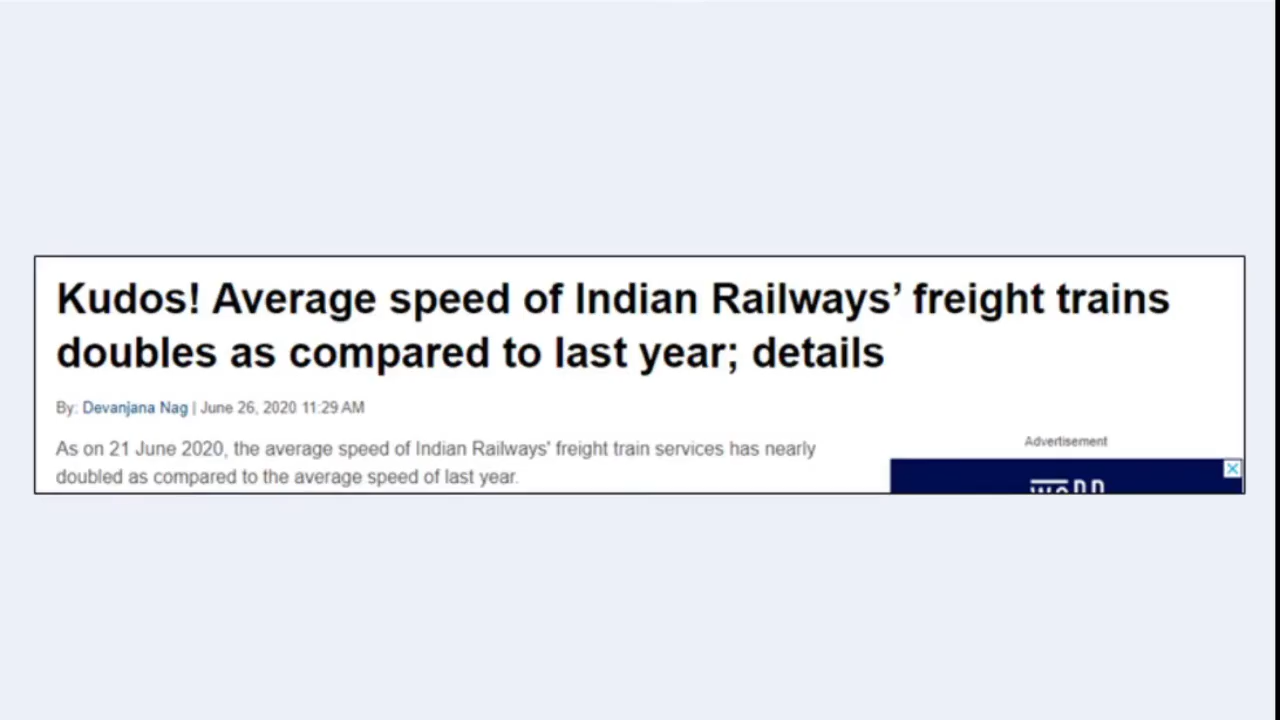 Kudos! Average speed of Indian Railways’ freight trains
doubles as compared to last year; details
By: Devanjana Nag | June 26, 2020 11:29 AM
As on 21 June 2020, the average speed of Indian Railways' freight train services has nearly
doubled as compared to the average speed of last year.
Advertisement